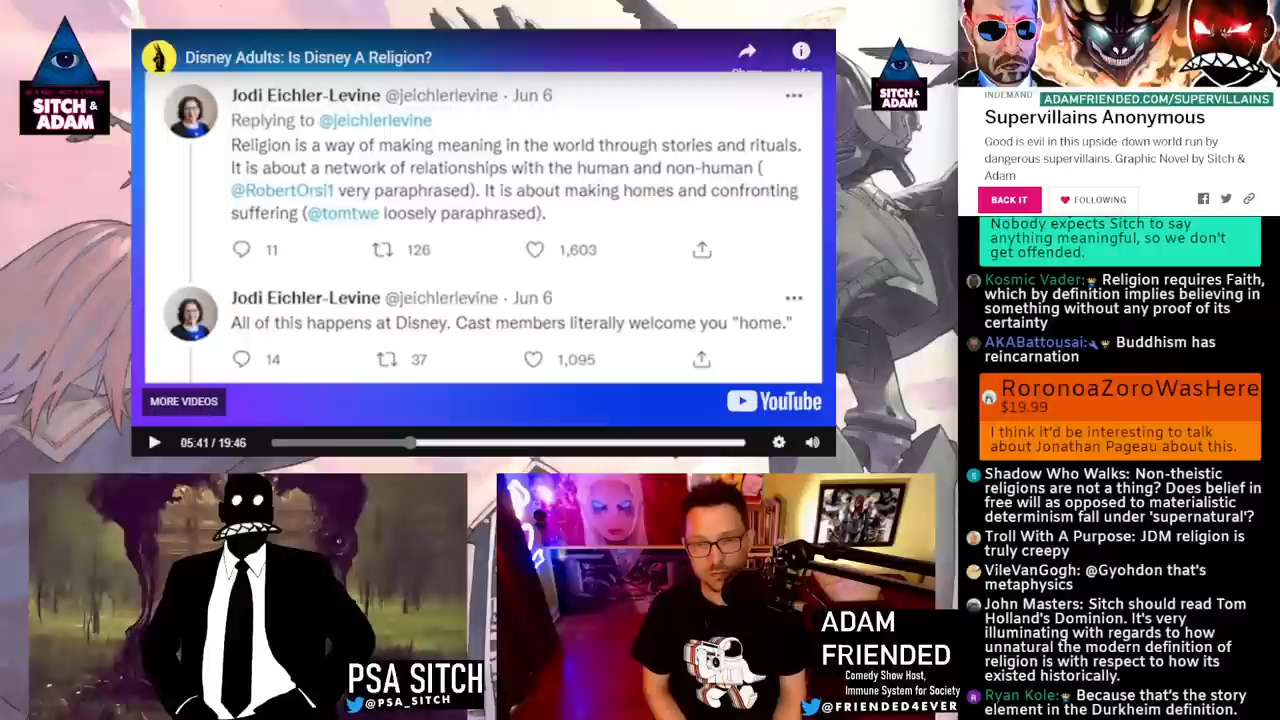 Disney Adults: Is Disney A Religion?
Jodi Eichler-Levine @jeichlerlevine · Jun 6
Replying to @jeichlerlevine
Religion is a way of making meaning in the world through stories and rituals.
It is about a network of relationships with the human and non-human (
@RobertOrsi1 very paraphrased). It is about making homes and confronting
suffering (@tomtwe loosely paraphrased).
11 126 1,603
Jodi Eichler-Levine @jeichlerlevine · Jun 6
All of this happens at Disney. Cast members literally welcome you "home."
14 37 1,095
MORE VIDEOS
YouTube
05:41 / 19:46
SITCH &
ADAM
SITCH &
ADAM
PSA SITCH
@PSA_SITCH
ADAM
FRIENDED
Comedy Show Host,
Immune System for Society
@FRIENDED4EVER
INDEMAND
ADAMFRIENDED.COM/SUPERVILLAINS
Supervillains Anonymous
Good is evil in this upside-down world run by
dangerous supervillains. Graphic Novel by Sitch &
Adam
BACK IT
FOLLOWING
Nobody expects Sitch to say
anything meaningful, so we don't
get offended.
Kosmic Vader: Religion requires Faith,
which by definition implies believing in
something without any proof of its
certainty
AKABattousai: Buddhism has
reincarnation
RoronoaZoroWasHere
$19.99
I think it'd be interesting to talk
about Jonathan Pageau about this.
Shadow Who Walks: Non-theistic
religions are not a thing? Does belief in
free will as opposed to materialistic
determinism fall under 'supernatural'?
Troll With A Purpose: JDM religion is
truly creepy
VileVanGogh: @Gyohdon that's
metaphysics
John Masters: Sitch should read Tom
Holland's Dominion. It's very
illuminating with regards to how
unnatural the modern definition of
religion is with respect to how its
existed historically.
Ryan Kole: Because that's the story
element in the Durkheim definition.